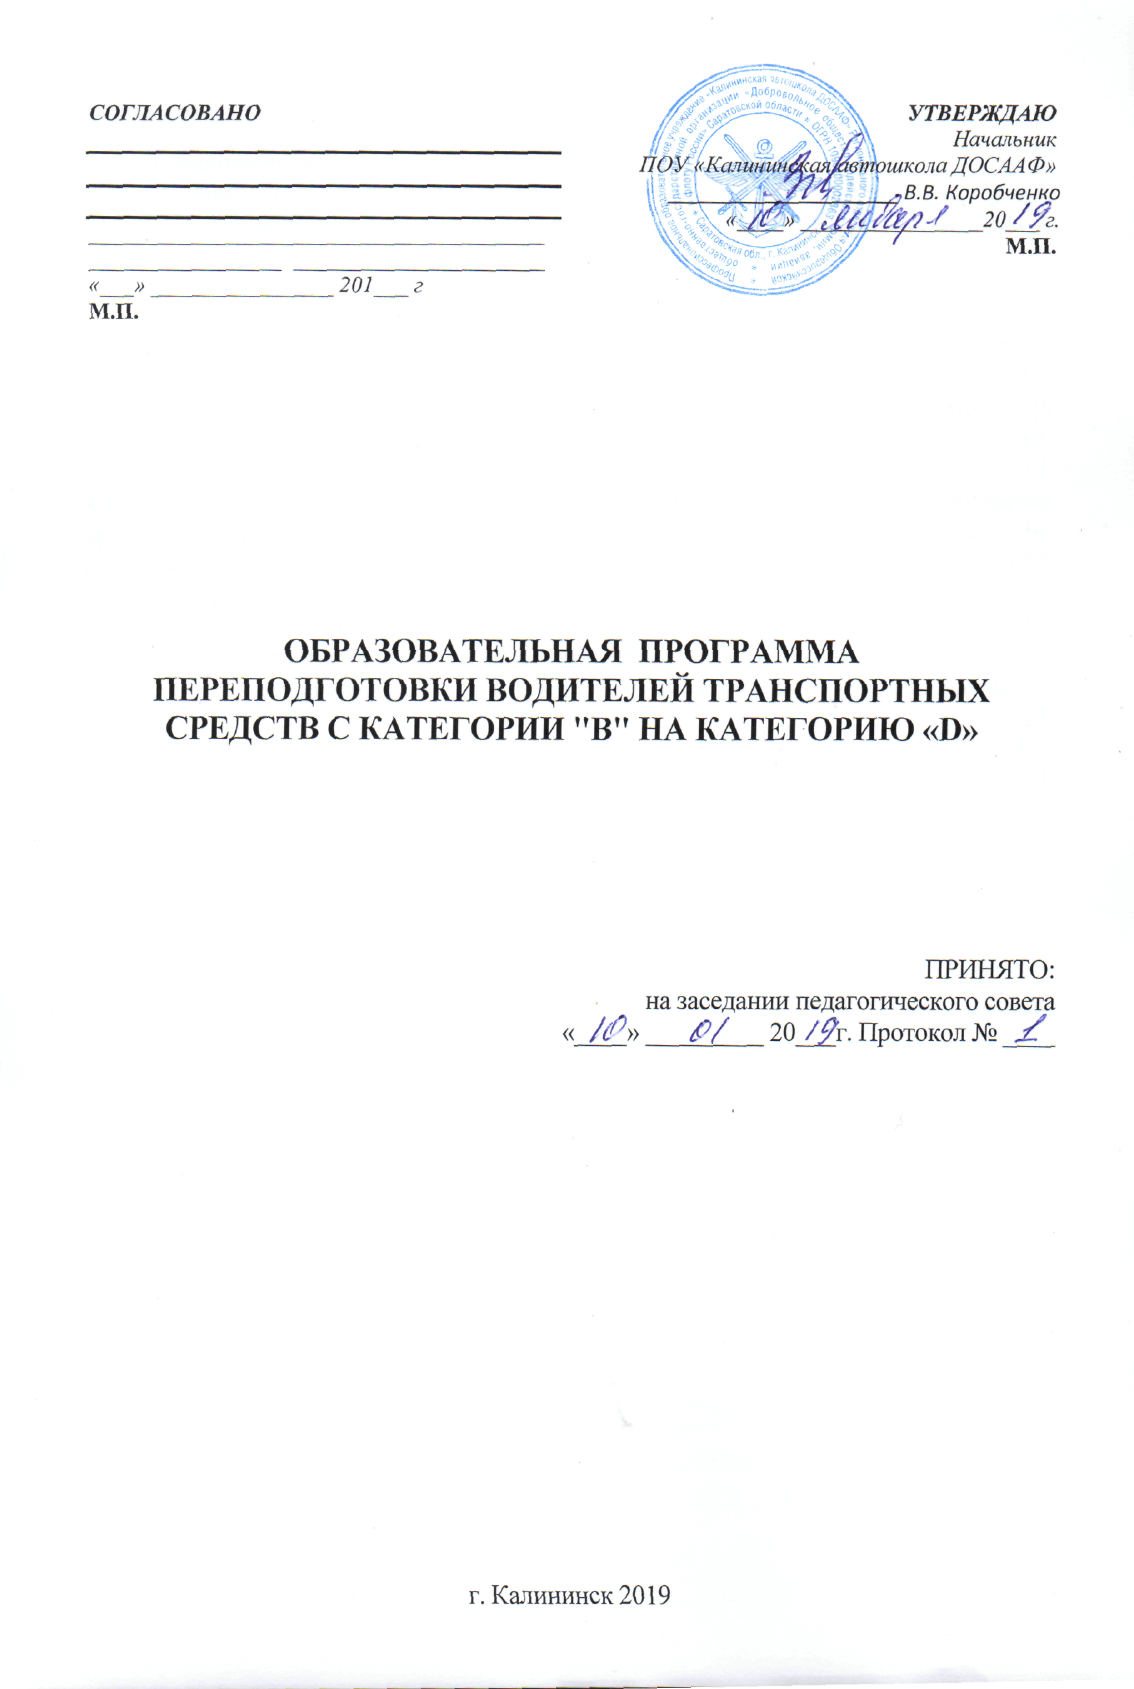 СОГЛАСОВАНО
«___» ________________ 201___ г
М.П.
УТВЕРЖДАЮ
Начальник
ПОУ «Калининская автошкола ДОСААФ»
В.В. Коробченко
«10» января 2019г.
М.П.
ОБРАЗОВАТЕЛЬНАЯ ПРОГРАММА
ПЕРЕПОДГОТОВКИ ВОДИТЕЛЕЙ ТРАНСПОРТНЫХ
СРЕДСТВ С КАТЕГОРИИ "В" НА КАТЕГОРИЮ «D»
ПРИНЯТО:
на заседании педагогического совета
«10» 01 2019г. Протокол № 1
г. Калининск 2019